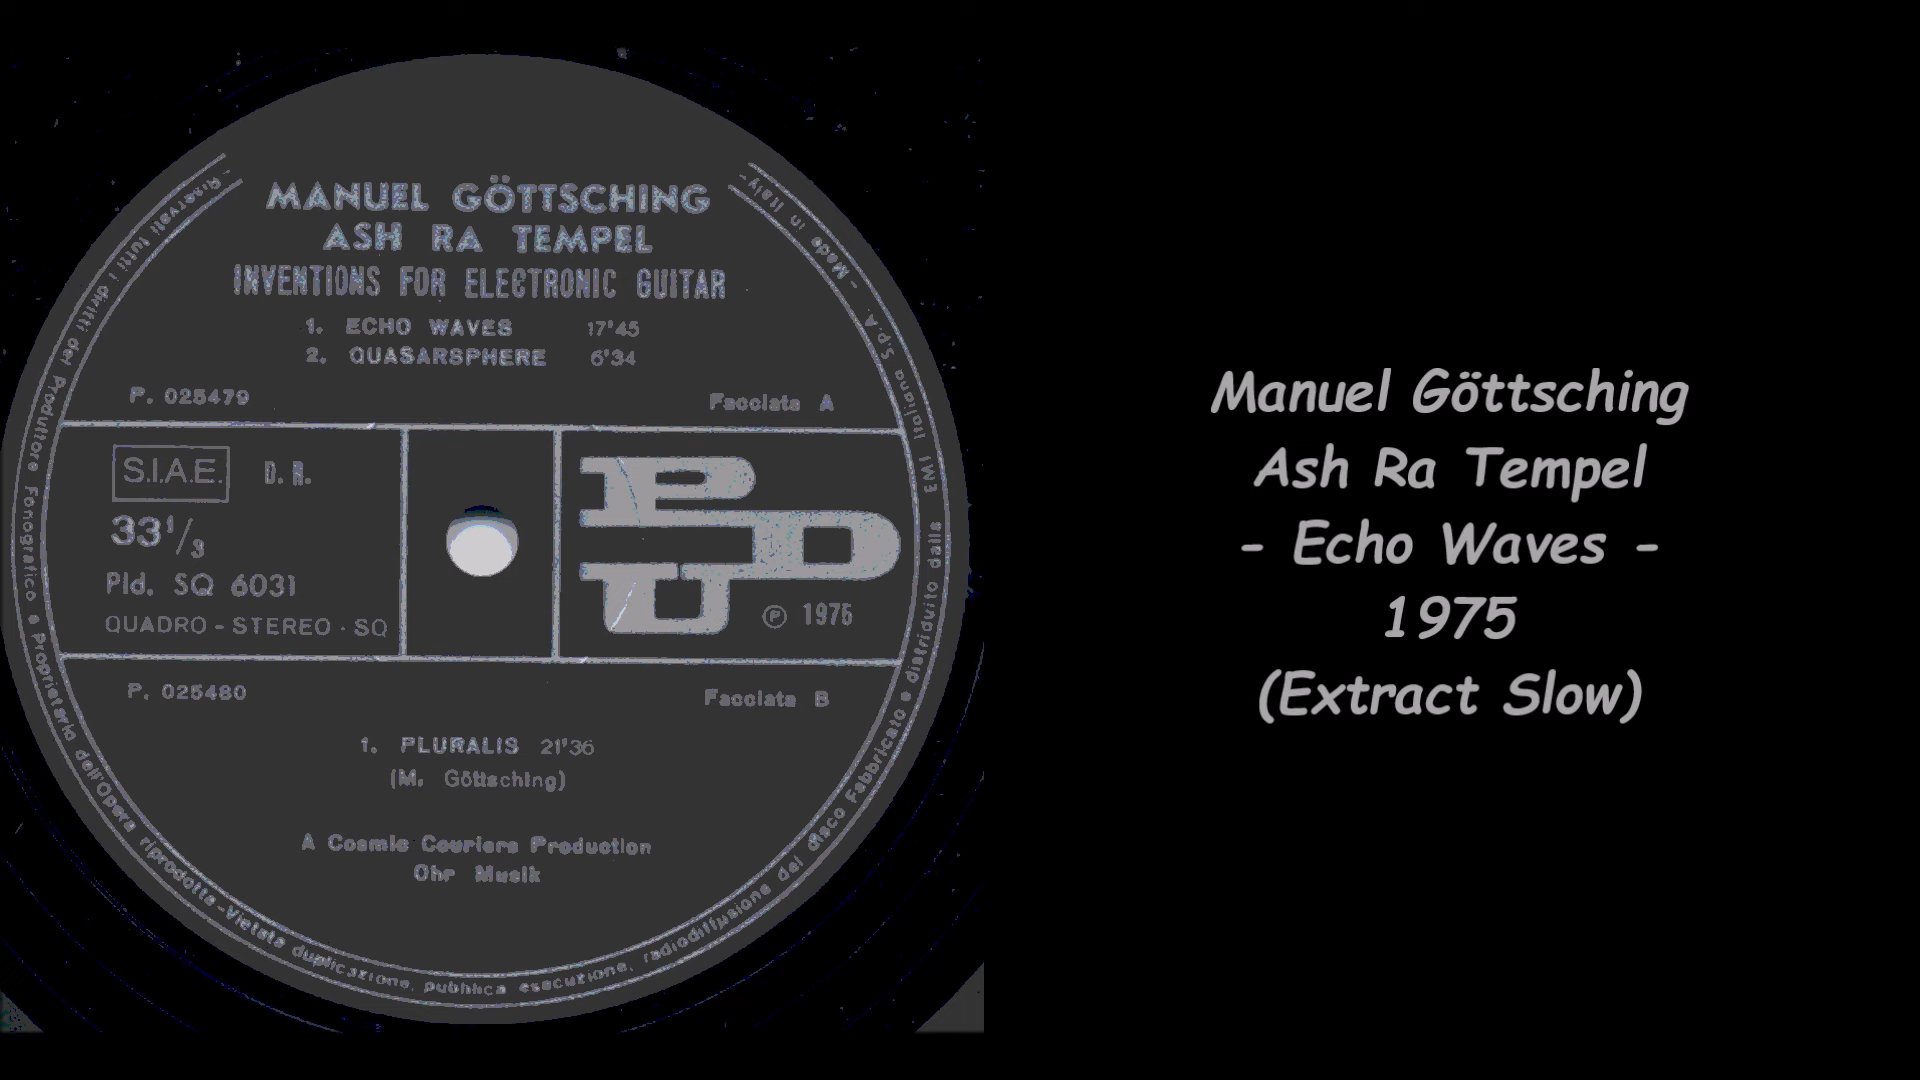 MANUEL GÖTTSCHING
ASH RA TEMPEL
INVENTIONS FOR ELECTRONIC GUITAR
1. ECHO WAVES 17'45
2. QUASARSPHERE 6'34
P. 025479
Facciata A
S.I.A.E.
D. R.
33 1/3
Pld. SQ 6031
QUADRO - STEREO - SQ
PDU
℗ 1975
P. 025480
Facciata B
1. PLURALIS 21'36
(M. Göttsching)
A Cosmic Couriers Production
Ohr Musik
- Riservati tutti i diritti del Produttore Fonografico e Proprietario dell'Opera riprodotta - Vietata duplicazione, pubblica esecuzione, radiodiffusione del disco Fabbricato e distribuito dalla EMI Italiana S.p.A. - Made in Italy -
Manuel Göttsching
Ash Ra Tempel
- Echo Waves -
1975
(Extract Slow)